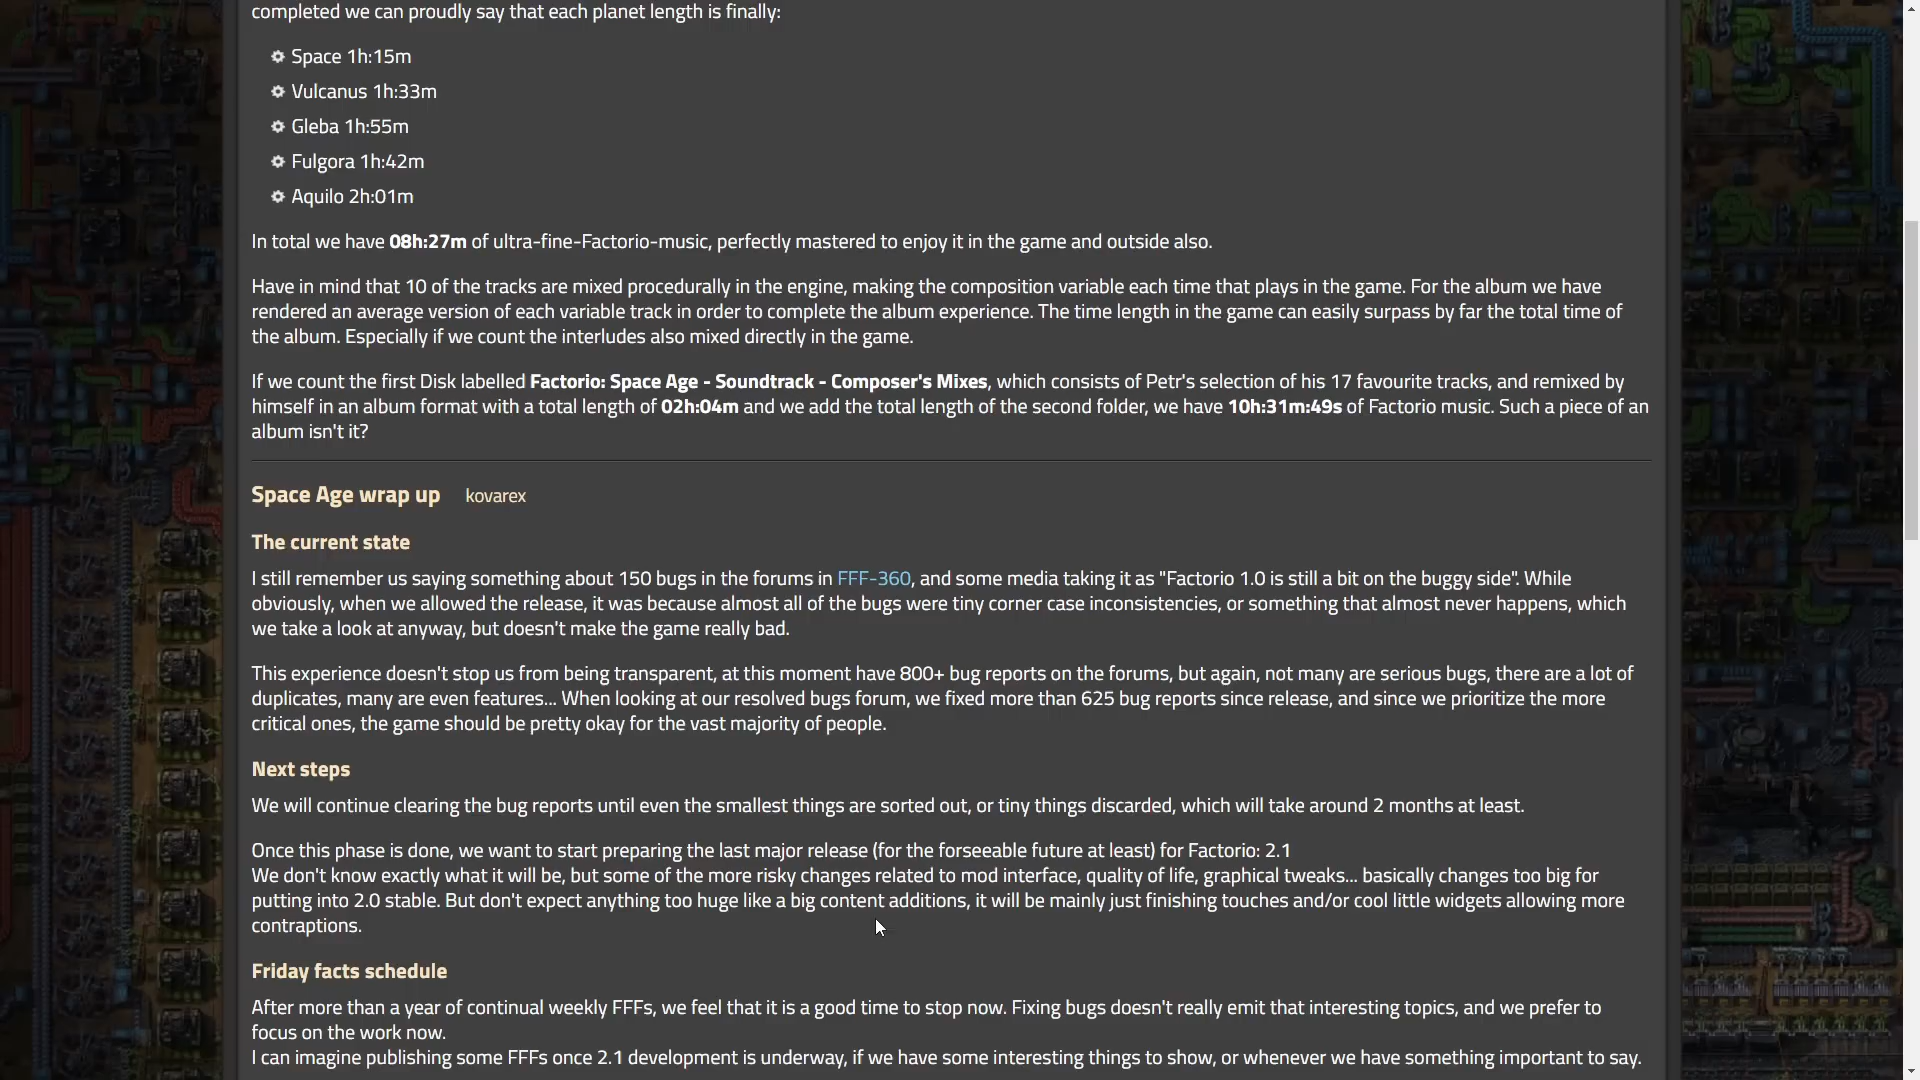 completed we can proudly say that each planet length is finally:
Space 1h:15m
Vulcanus 1h:33m
Gleba 1h:55m
Fulgora 1h:42m
Aquilo 2h:01m
In total we have 08h:27m of ultra-fine-Factorio-music, perfectly mastered to enjoy it in the game and outside also.
Have in mind that 10 of the tracks are mixed procedurally in the engine, making the composition variable each time that plays in the game. For the album we have
rendered an average version of each variable track in order to complete the album experience. The time length in the game can easily surpass by far the total time of
the album. Especially if we count the interludes also mixed directly in the game.
If we count the first Disk labelled Factorio: Space Age - Soundtrack - Composer's Mixes, which consists of Petr's selection of his 17 favourite tracks, and remixed by
himself in an album format with a total length of 02h:04m and we add the total length of the second folder, we have 10h:31m:49s of Factorio music. Such a piece of an
album isn't it?
Space Age wrap up kovarex
The current state
I still remember us saying something about 150 bugs in the forums in FFF-360, and some media taking it as "Factorio 1.0 is still a bit on the buggy side". While
obviously, when we allowed the release, it was because almost all of the bugs were tiny corner case inconsistencies, or something that almost never happens, which
we take a look at anyway, but doesn't make the game really bad.
This experience doesn't stop us from being transparent, at this moment have 800+ bug reports on the forums, but again, not many are serious bugs, there are a lot of
duplicates, many are even features... When looking at our resolved bugs forum, we fixed more than 625 bug reports since release, and since we prioritize the more
critical ones, the game should be pretty okay for the vast majority of people.
Next steps
We will continue clearing the bug reports until even the smallest things are sorted out, or tiny things discarded, which will take around 2 months at least.
Once this phase is done, we want to start preparing the last major release (for the forseeable future at least) for Factorio: 2.1
We don't know exactly what it will be, but some of the more risky changes related to mod interface, quality of life, graphical tweaks... basically changes too big for
putting into 2.0 stable. But don't expect anything too huge like a big content additions, it will be mainly just finishing touches and/or cool little widgets allowing more
contraptions.
Friday facts schedule
After more than a year of continual weekly FFFs, we feel that it is a good time to stop now. Fixing bugs doesn't really emit that interesting topics, and we prefer to
focus on the work now.
I can imagine publishing some FFFs once 2.1 development is underway, if we have some interesting things to show, or whenever we have something important to say.